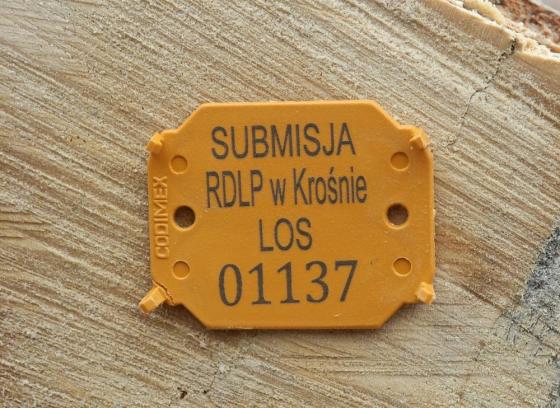 SUBMISJA
RDLP w Krośnie
LOS
01137
CODIMEX